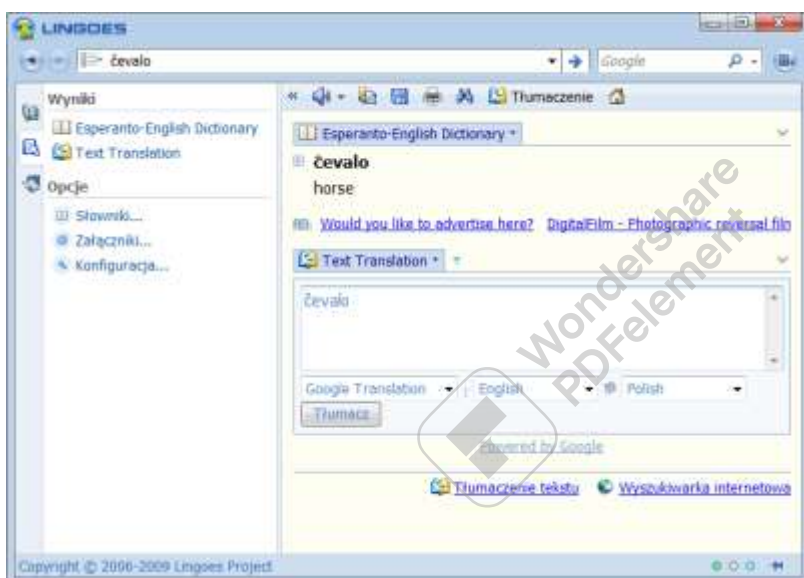 LINGOES
čevalo
Google
Wyniki
Esperanto-English Dictionary
Text Translation
Opcje
Słowniki...
Załączniki...
Konfiguracja...
Tłumaczenie
Esperanto-English Dictionary
čevalo
horse
Would you like to advertise here? DigitalFilm - Photographic reversal film
Text Translation
čevalo
Google Translation English Polish
Tłumacz
Powered by Google
Tłumaczenie tekstu Wyszukiwarka internetowa
Copyright © 2006-2009 Lingoes Project
Wondershare
PDFelement